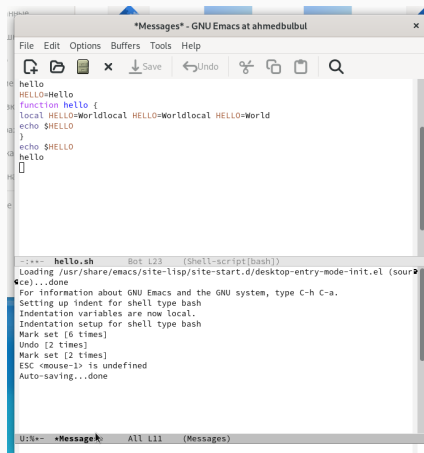 *Messages* - GNU Emacs at ahmedbulbul
File Edit Options Buffers Tools Help
Save Undo
hello
HELLO=Hello
function hello {
local HELLO=Worldlocal HELLO=Worldlocal HELLO=World
echo $HELLO
}
echo $HELLO
hello
-:**- hello.sh Bot L23 (Shell-script[bash])
Loading /usr/share/emacs/site-lisp/site-start.d/desktop-entry-mode-init.el (sour
ce)...done
For information about GNU Emacs and the GNU system, type C-h C-a.
Setting up indent for shell type bash
Indentation variables are now local.
Indentation setup for shell type bash
Mark set [6 times]
Undo [2 times]
Mark set [2 times]
ESC <mouse-1> is undefined
Auto-saving...done
U:%*- *Messages* All L11 (Messages)